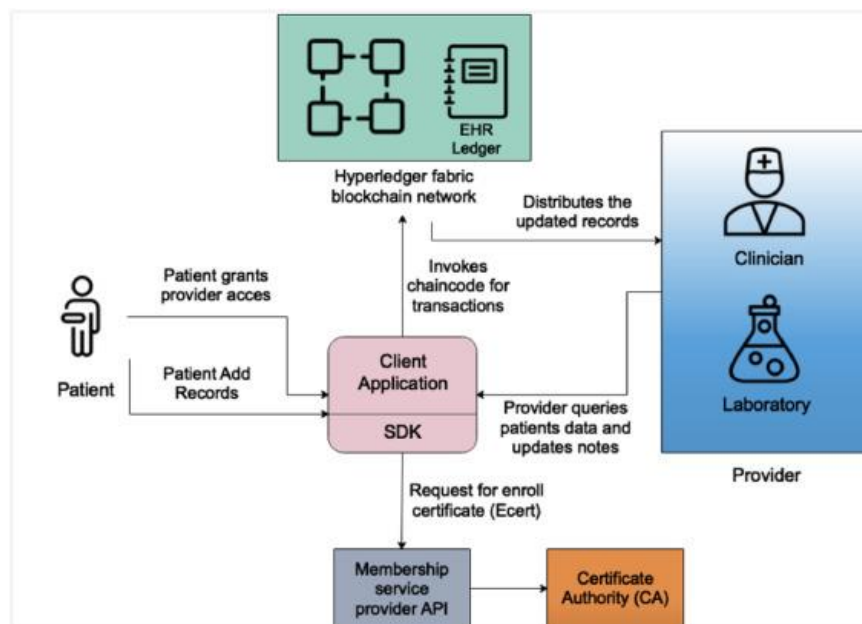 EHR
Ledger
Hyperledger fabric
blockchain network
Distributes the
updated records
Clinician
Laboratory
Provider
Patient grants
provider acces
Invokes
chaincode for
transactions
Patient
Patient Add
Records
Client
Application
SDK
Provider queries
patients data and
updates notes
Request for enroll
certificate (Ecert)
Membership
service
provider API
Certificate
Authority (CA)